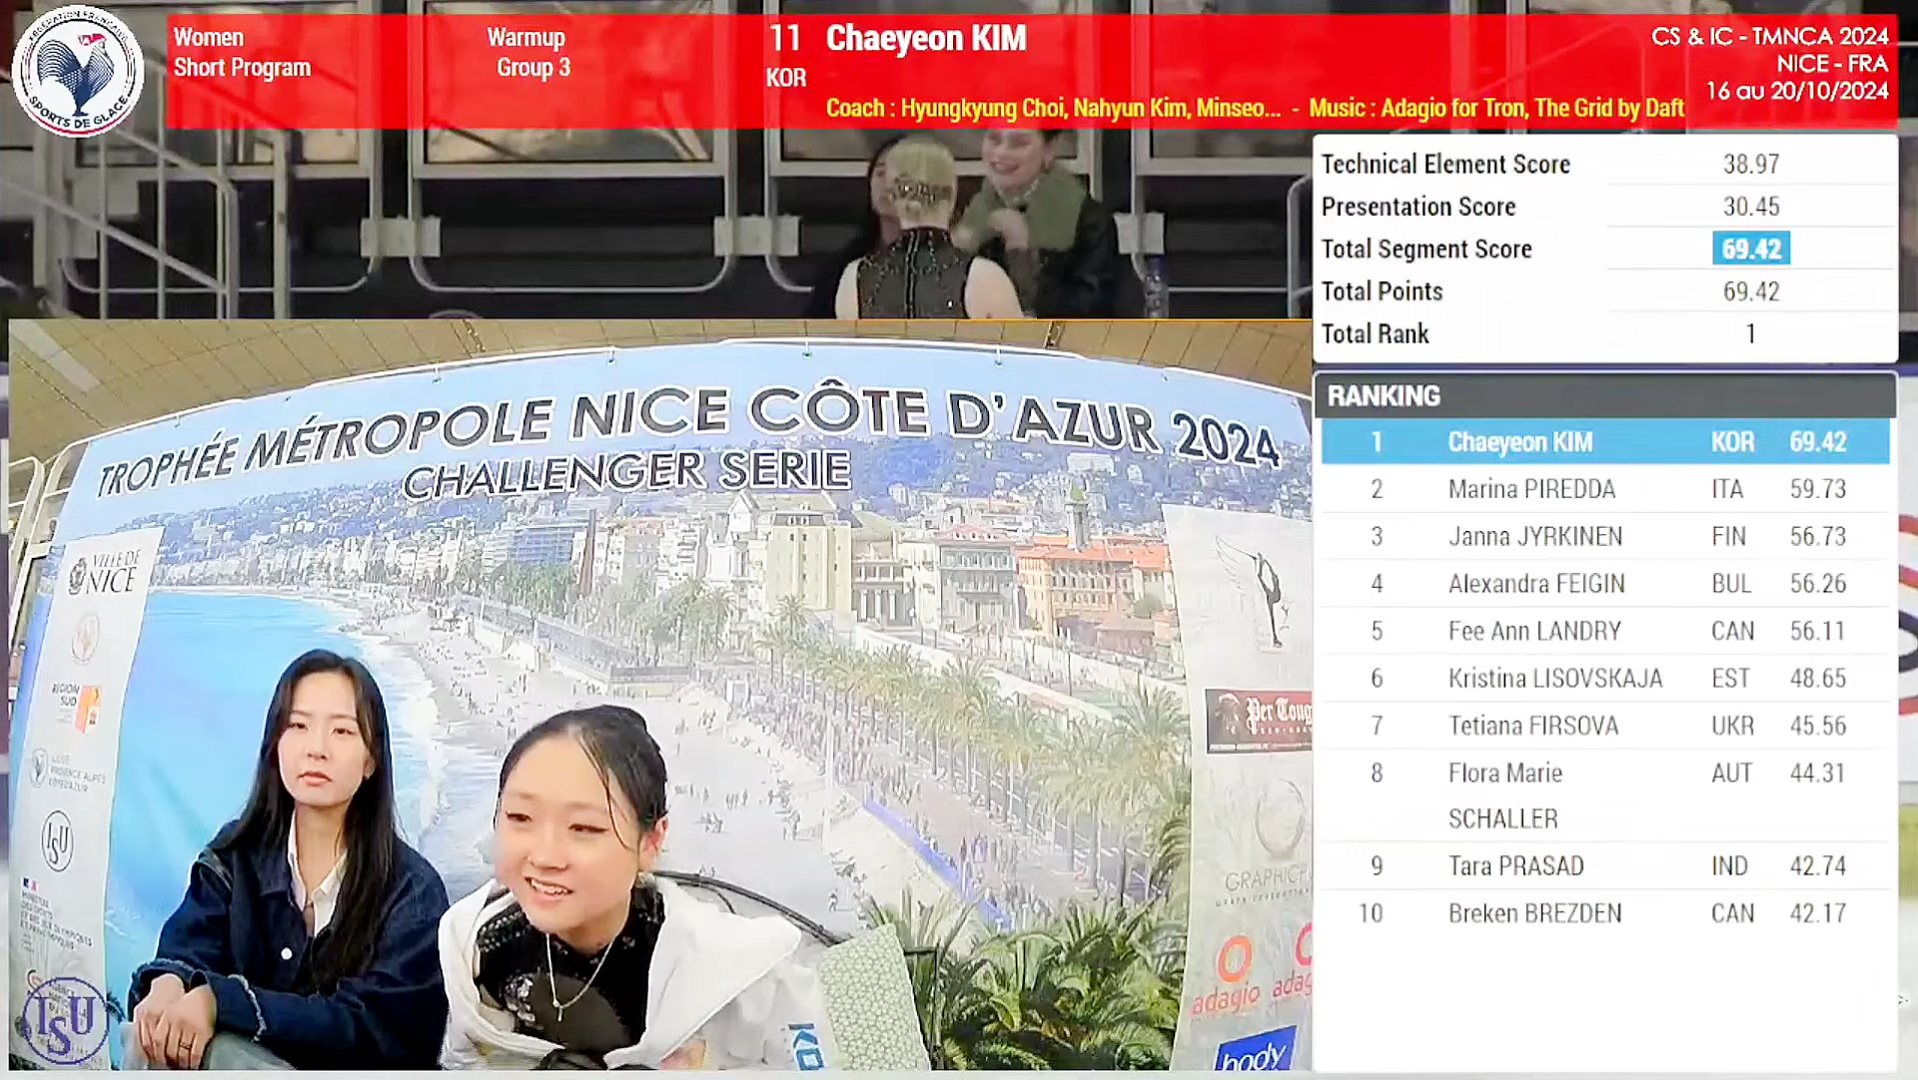 FEDERATION FRANÇAISE
SPORTS DE GLACE
Women
Short Program
Warmup
Group 3
11 Chaeyeon KIM
KOR
Coach : Hyungkyung Choi, Nahyun Kim, Minseo... - Music : Adagio for Tron, The Grid by Daft
CS & IC - TMNCA 2024
NICE - FRA
16 au 20/10/2024
Technical Element Score 38.97
Presentation Score 30.45
Total Segment Score 69.42
Total Points 69.42
Total Rank 1
RANKING
1 Chaeyeon KIM KOR 69.42
2 Marina PIREDDA ITA 59.73
3 Janna JYRKINEN FIN 56.73
4 Alexandra FEIGIN BUL 56.26
5 Fee Ann LANDRY CAN 56.11
6 Kristina LISOVSKAJA EST 48.65
7 Tetiana FIRSOVA UKR 45.56
8 Flora Marie AUT 44.31
SCHALLER
9 Tara PRASAD IND 42.74
10 Breken BREZDEN CAN 42.17
TROPHÉE MÉTROPOLE NICE CÔTE D'AZUR 2024
CHALLENGER SERIE
VILLE DE
NICE
REGION
SUD
PROVENCE ALPES
ISU
ISU
adagio
body